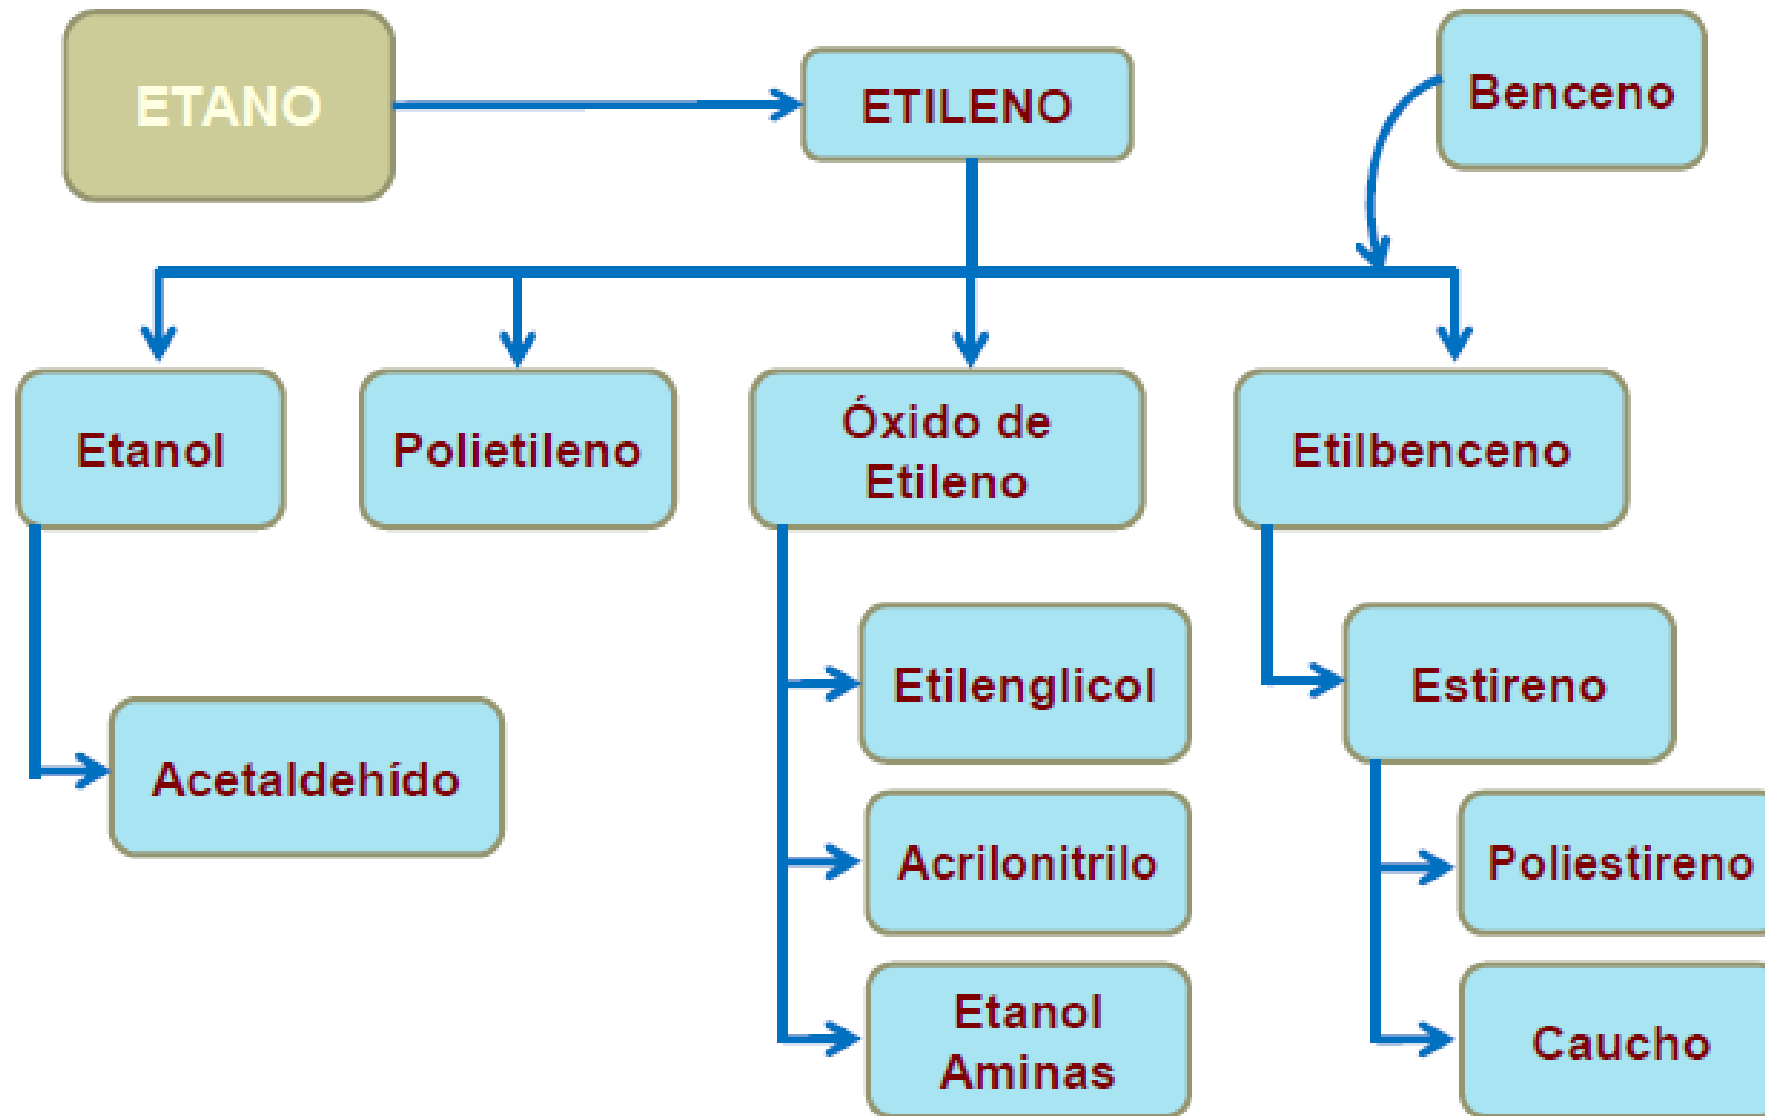 ETANO
ETILENO
Benceno
Etanol
Polietileno
Óxido de
Etileno
Etilbenceno
Etilenglicol
Estireno
Acetaldehído
Acrilonitrilo
Poliestireno
Etanol
Aminas
Caucho